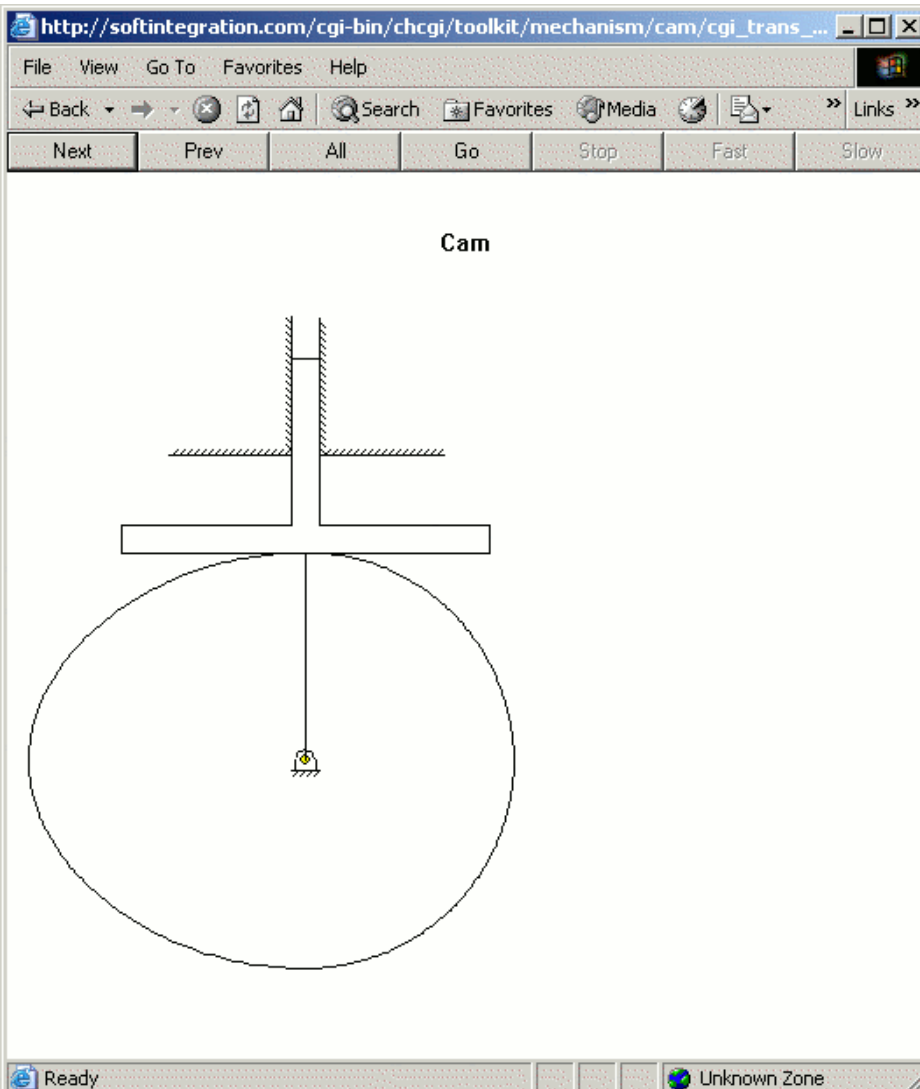 http://softintegration.com/cgi-bin/chcgi/toolkit/mechanism/cam/cgi_trans_...
File View Go To Favorites Help
Back Search Favorites Media » Links »
Next Prev All Go Stop Fast Slow
Cam
Ready Unknown Zone